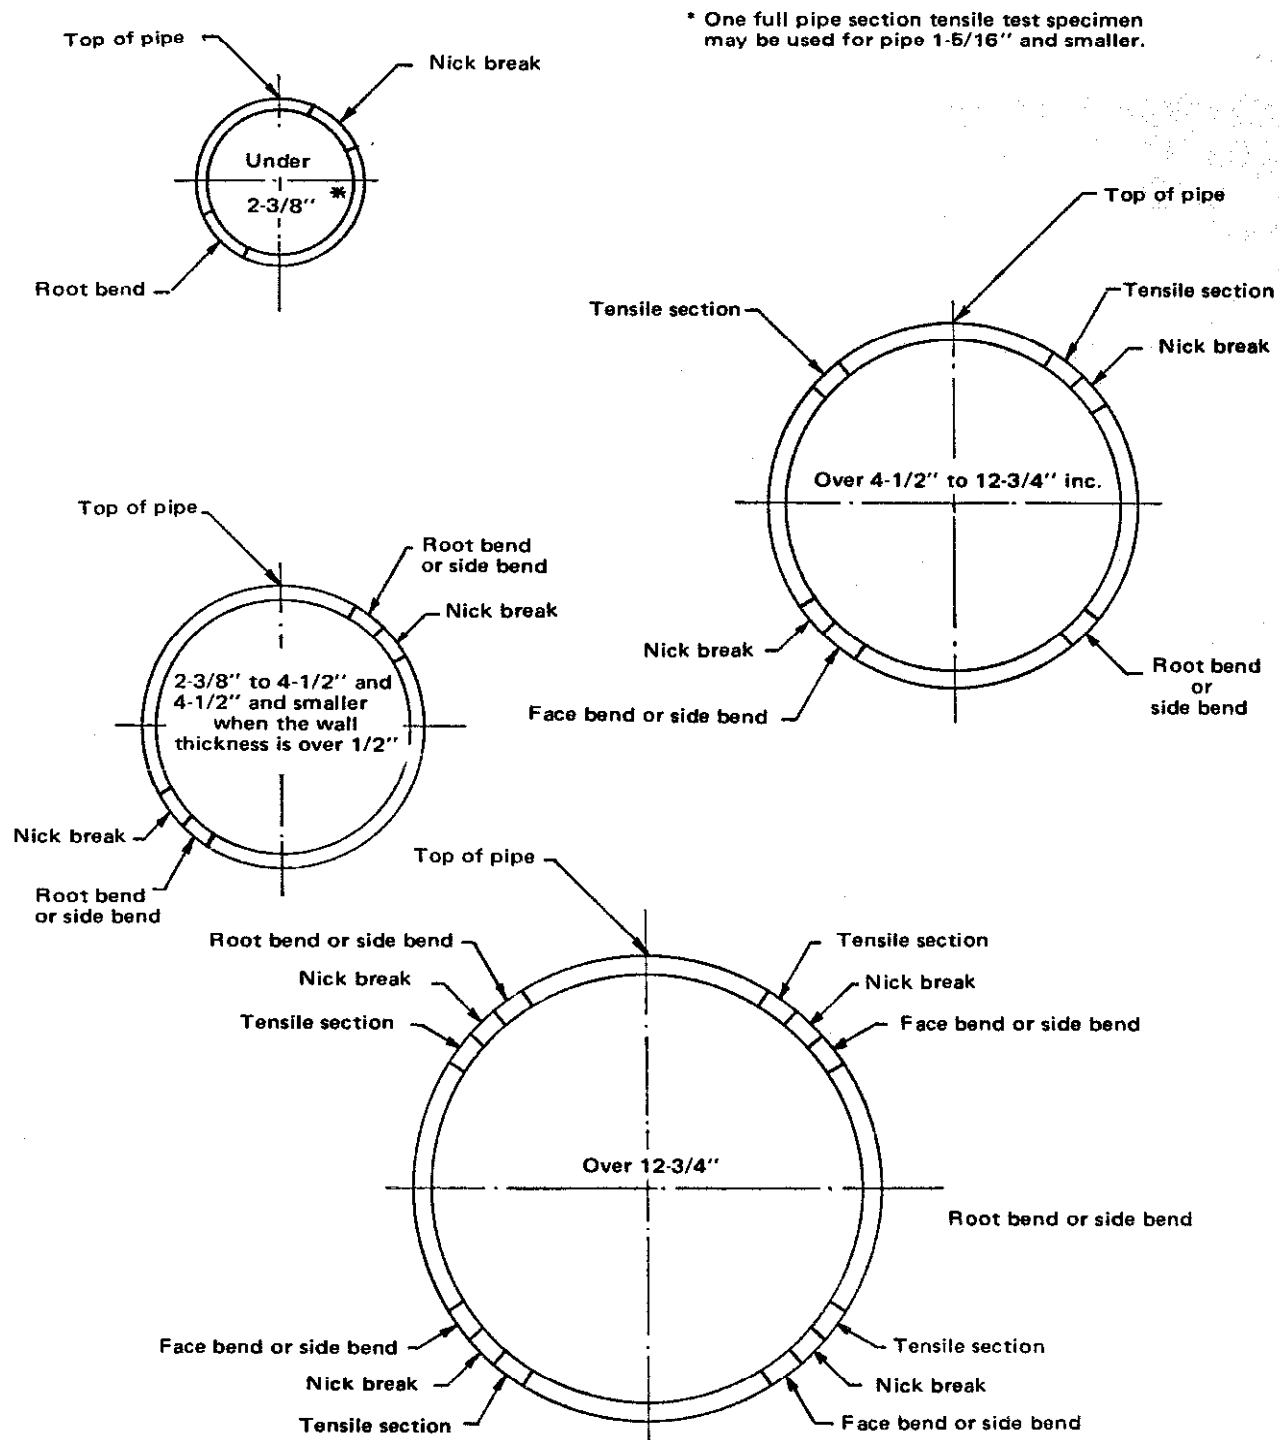 * One full pipe section tensile test specimen
may be used for pipe 1-5/16" and smaller.
Top of pipe
Nick break
Under
2-3/8" *
Root bend
Top of pipe
Tensile section
Tensile section
Nick break
Over 4-1/2" to 12-3/4" inc.
Nick break
Face bend or side bend
Root bend
or
side bend
Top of pipe
Root bend
or side bend
Nick break
2-3/8" to 4-1/2" and
4-1/2" and smaller
when the wall
thickness is over 1/2"
Nick break
Root bend
or side bend
Top of pipe
Root bend or side bend
Nick break
Tensile section
Tensile section
Nick break
Face bend or side bend
Over 12-3/4"
Root bend or side bend
Face bend or side bend
Nick break
Tensile section
Tensile section
Nick break
Face bend or side bend